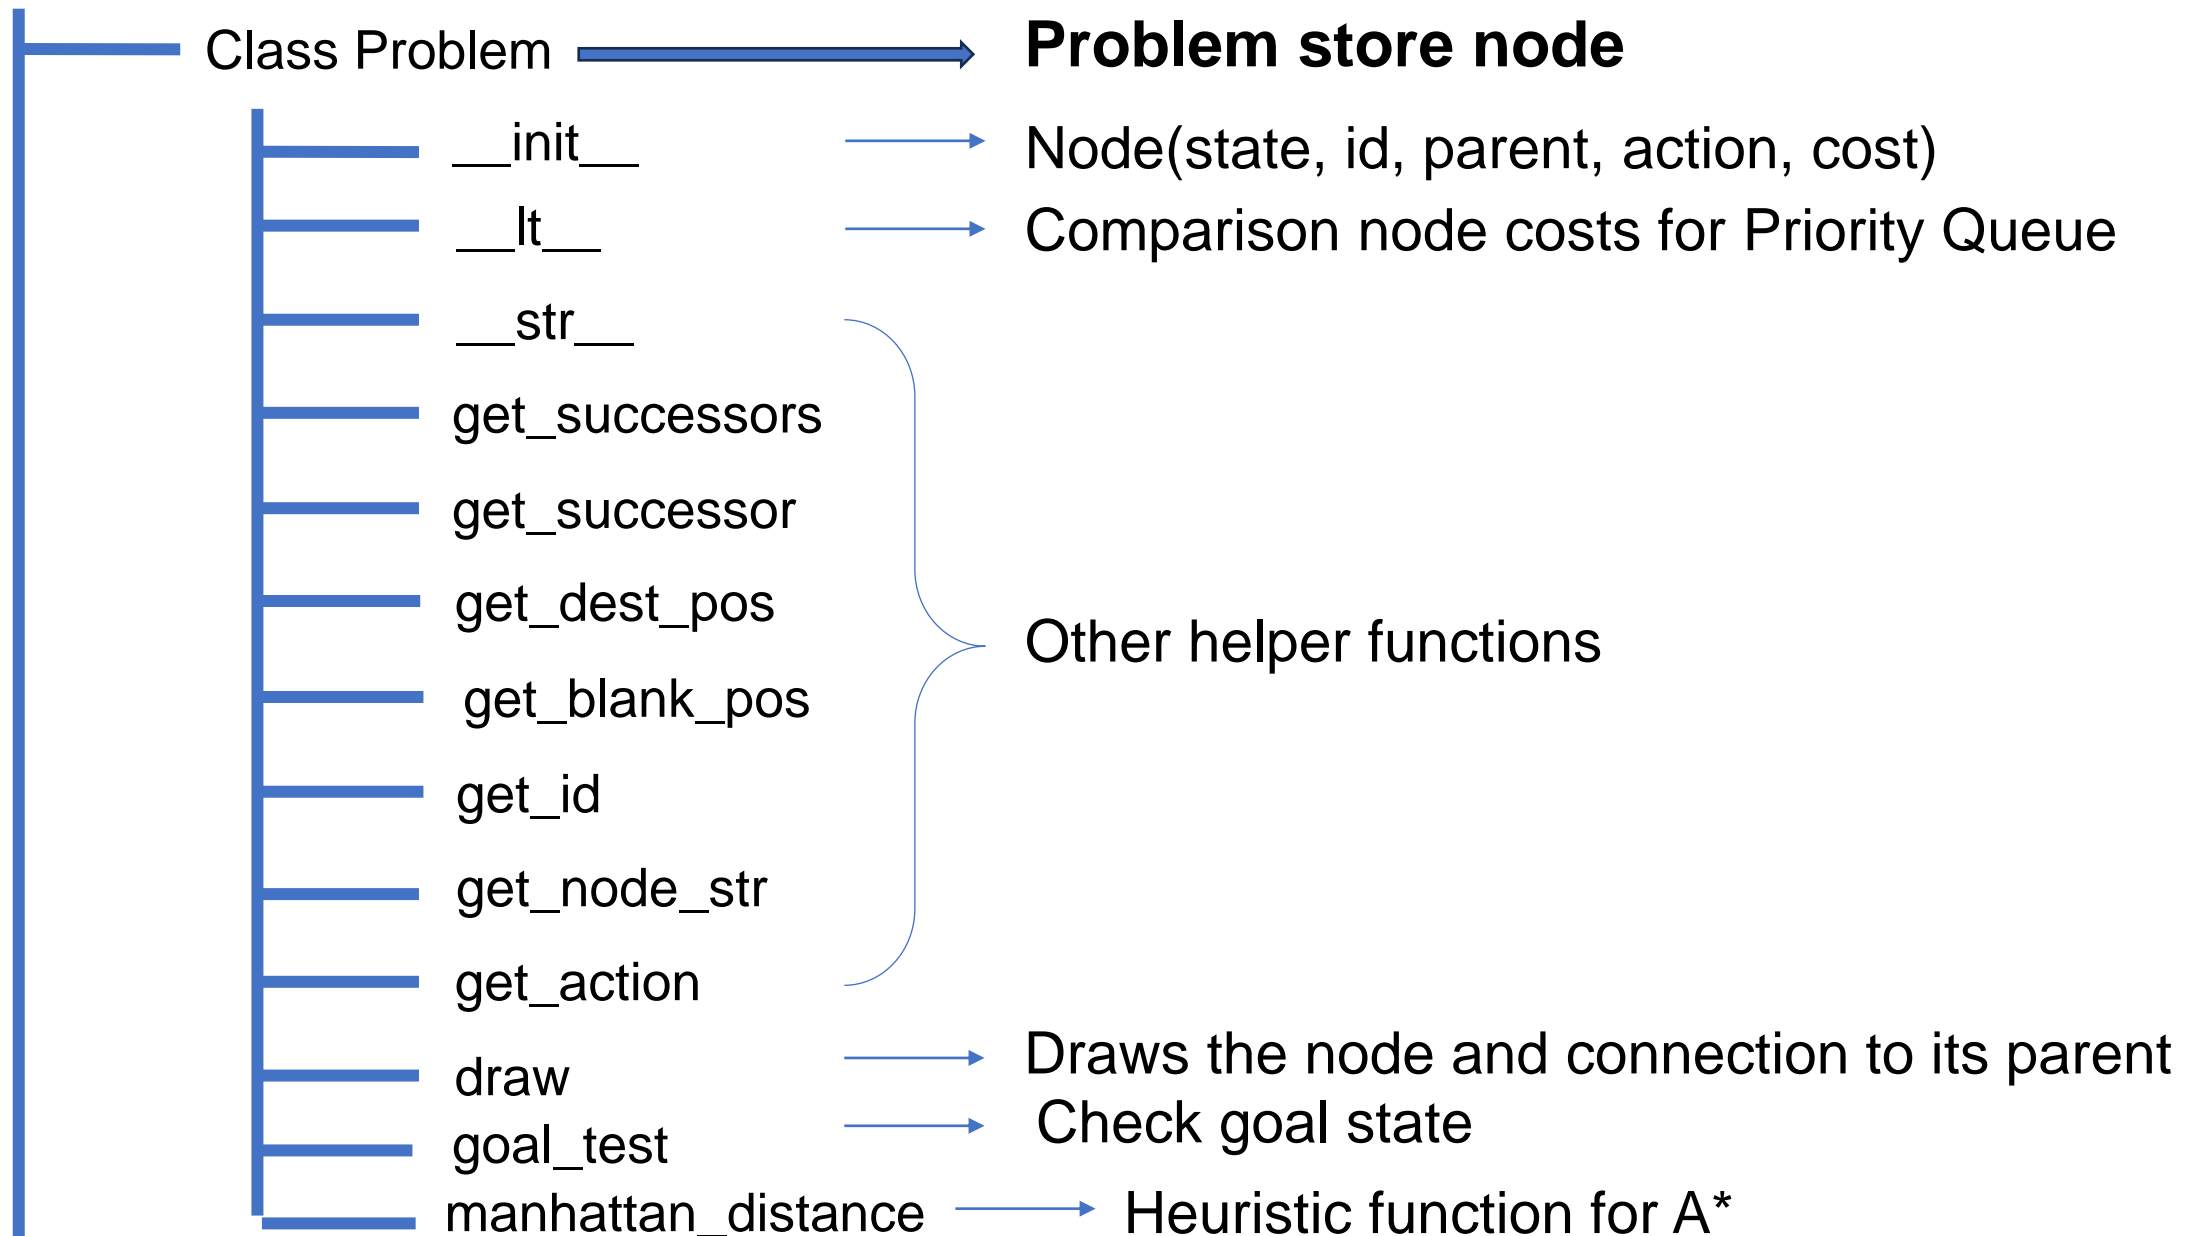 Class Problem Problem store node
__init__ Node(state, id, parent, action, cost)
__lt__ Comparison node costs for Priority Queue
__str__
get_successors
get_successor
get_dest_pos
Other helper functions
get_blank_pos
get_id
get_node_str
get_action
draw Draws the node and connection to its parent
goal_test Check goal state
manhattan_distance Heuristic function for A*